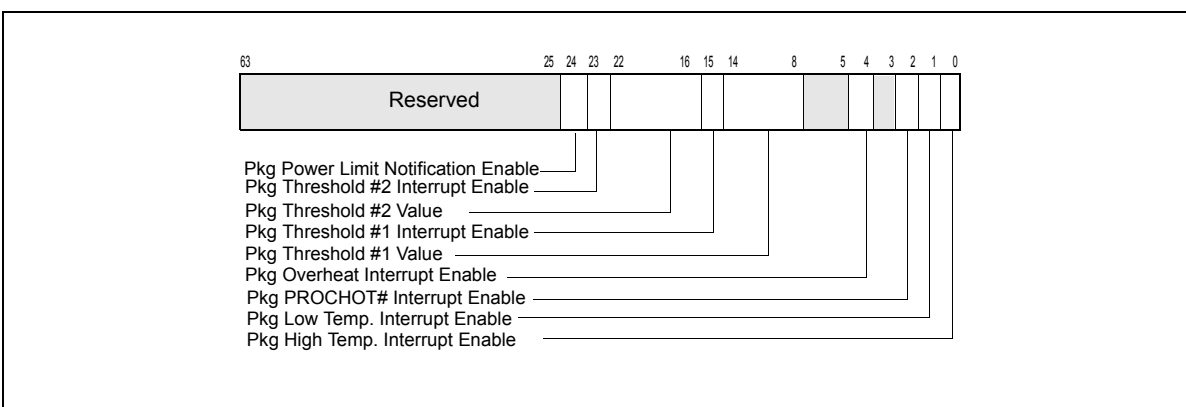 63 25 24 23 22 16 15 14 8 5 4 3 2 1 0
Reserved
Pkg Power Limit Notification Enable
Pkg Threshold #2 Interrupt Enable
Pkg Threshold #2 Value
Pkg Threshold #1 Interrupt Enable
Pkg Threshold #1 Value
Pkg Overheat Interrupt Enable
Pkg PROCHOT# Interrupt Enable
Pkg Low Temp. Interrupt Enable
Pkg High Temp. Interrupt Enable